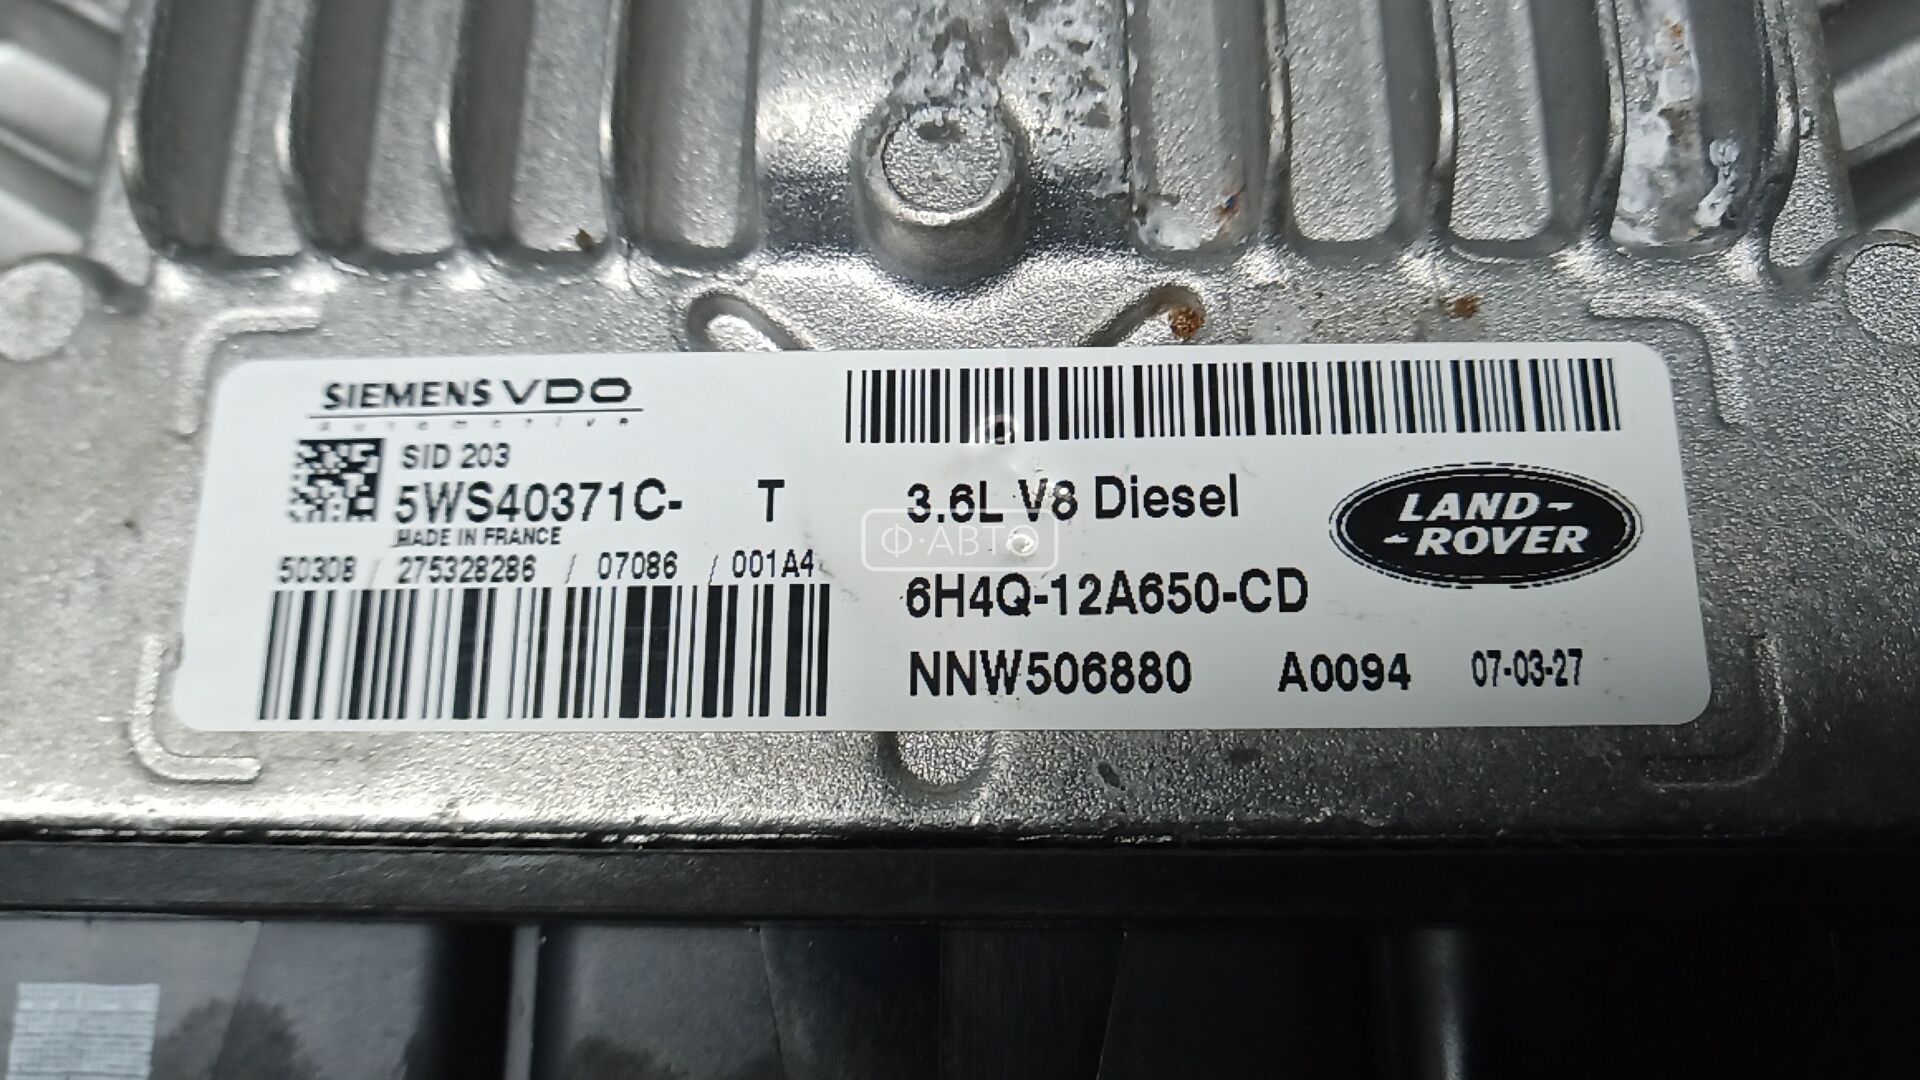 SIEMENS VDO
Automotive
SID 203
5WS40371C- T
MADE IN FRANCE
50308 / 275328286 / 07086 / 001A4
3.6L V8 Diesel
LAND-
-ROVER
Ф·АВТО
6H4Q-12A650-CD
NNW506880 A0094 07-03-27